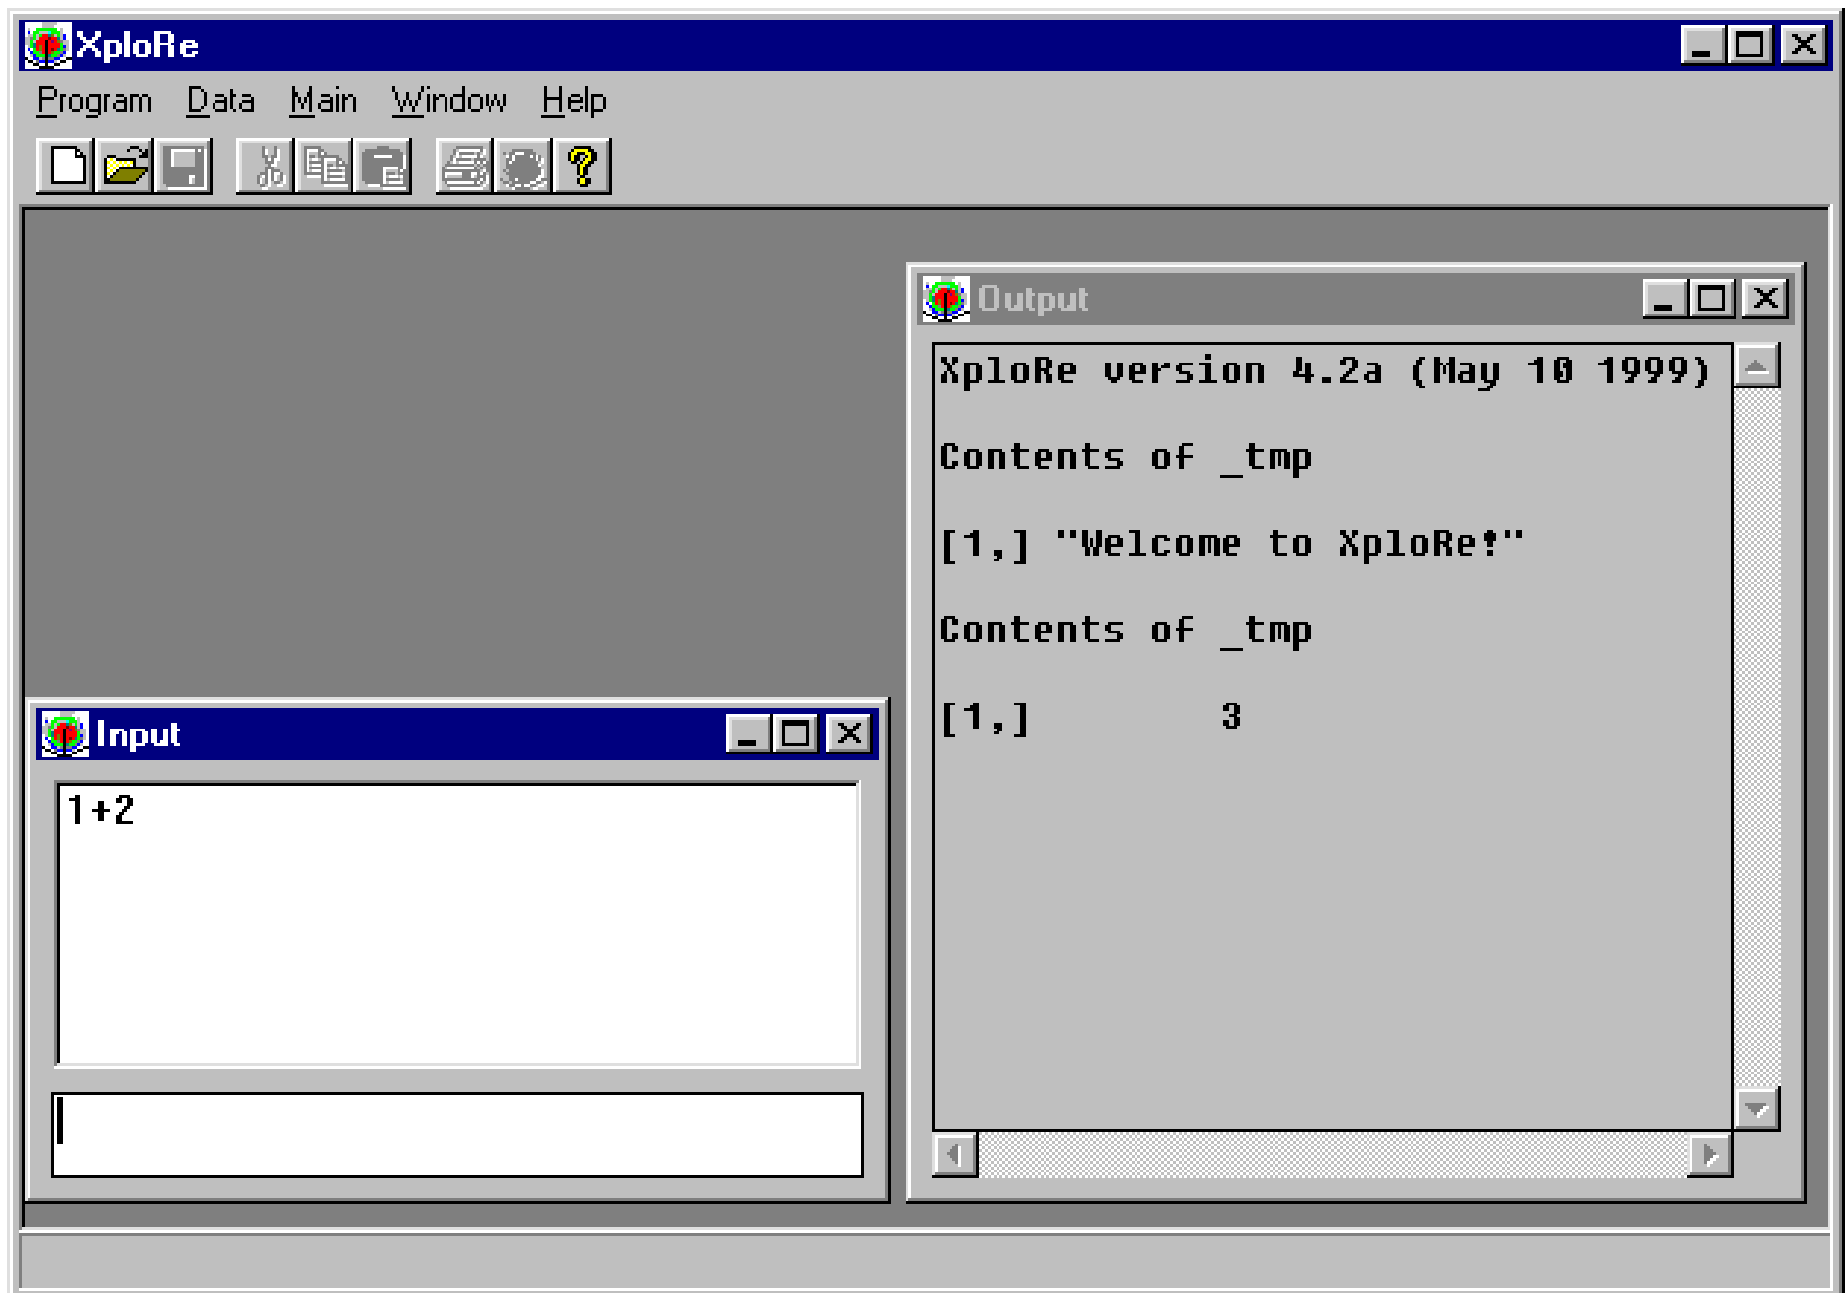 XploRe
Program Data Main Window Help
Output
XploRe version 4.2a (May 10 1999)
Contents of _tmp
[1,] "Welcome to XploRe!"
Contents of _tmp
[1,]        3
Input
1+2